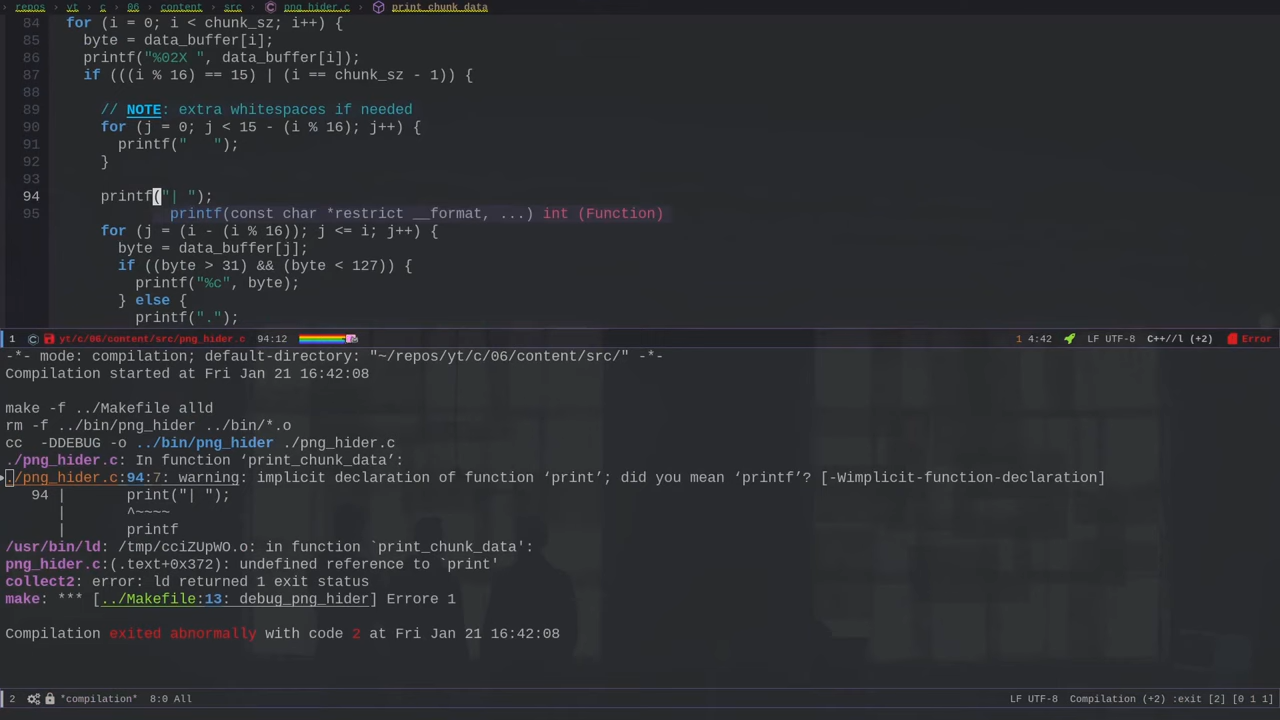 repos › yt › c › 06 › content › src › png_hider.c › print_chunk_data
84 for (i = 0; i < chunk_sz; i++) {
85 byte = data_buffer[i];
86 printf("%02X ", data_buffer[i]);
87 if (((i % 16) == 15) | (i == chunk_sz - 1)) {
88
89 // NOTE: extra whitespaces if needed
90 for (j = 0; j < 15 - (i % 16); j++) {
91 printf("   ");
92 }
93
94 printf("| ");
95 printf(const char *restrict __format, ...) int (Function)
for (j = (i - (i % 16)); j <= i; j++) {
byte = data_buffer[j];
if ((byte > 31) && (byte < 127)) {
printf("%c", byte);
} else {
printf(".");
1 yt/c/06/content/src/png_hider.c 94:12 1 4:42 LF UTF-8 C++//l (+2) Error
-*- mode: compilation; default-directory: "~/repos/yt/c/06/content/src/" -*-
Compilation started at Fri Jan 21 16:42:08
make -f ../Makefile alld
rm -f ../bin/png_hider ../bin/*.o
cc  -DDEBUG -o ../bin/png_hider ./png_hider.c
./png_hider.c: In function ‘print_chunk_data’:
./png_hider.c:94:7: warning: implicit declaration of function ‘print’; did you mean ‘printf’? [-Wimplicit-function-declaration]
94 | print("| ");
| ^~~~~
| printf
/usr/bin/ld: /tmp/cciZUpWO.o: in function `print_chunk_data':
png_hider.c:(.text+0x372): undefined reference to `print'
collect2: error: ld returned 1 exit status
make: *** [../Makefile:13: debug_png_hider] Errore 1
Compilation exited abnormally with code 2 at Fri Jan 21 16:42:08
2 *compilation* 8:0 All LF UTF-8 Compilation (+2) :exit [2] [0 1 1]